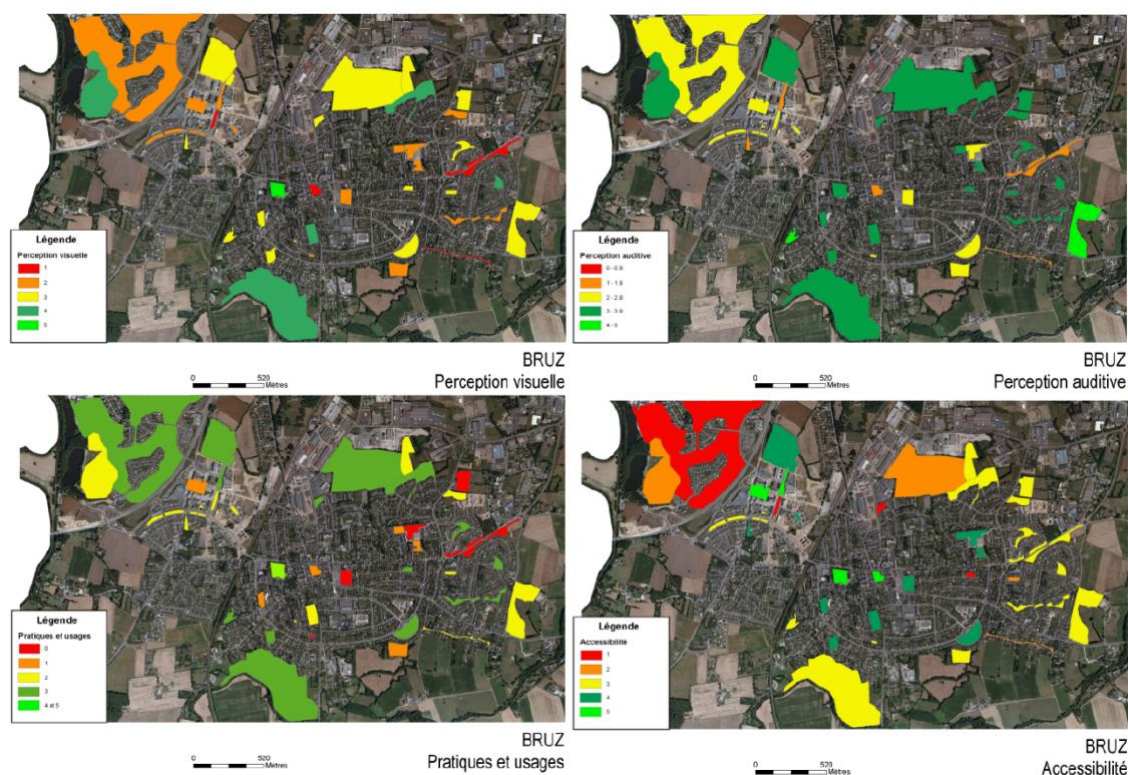 Légende
Perception visuelle
1
2
3
4
5
BRUZ
0 520
Mètres
Perception visuelle
Légende
Perception auditive
0 - 0.9
1 - 1.9
2 - 2.9
3 - 3.9
4 - 5
BRUZ
0 520
Mètres
Perception auditive
Légende
Pratiques et usages
0
1
2
3
4 et 5
BRUZ
0 520
Mètres
Pratiques et usages
Légende
Accessibilité
1
2
3
4
5
BRUZ
0 520
Mètres
Accessibilité